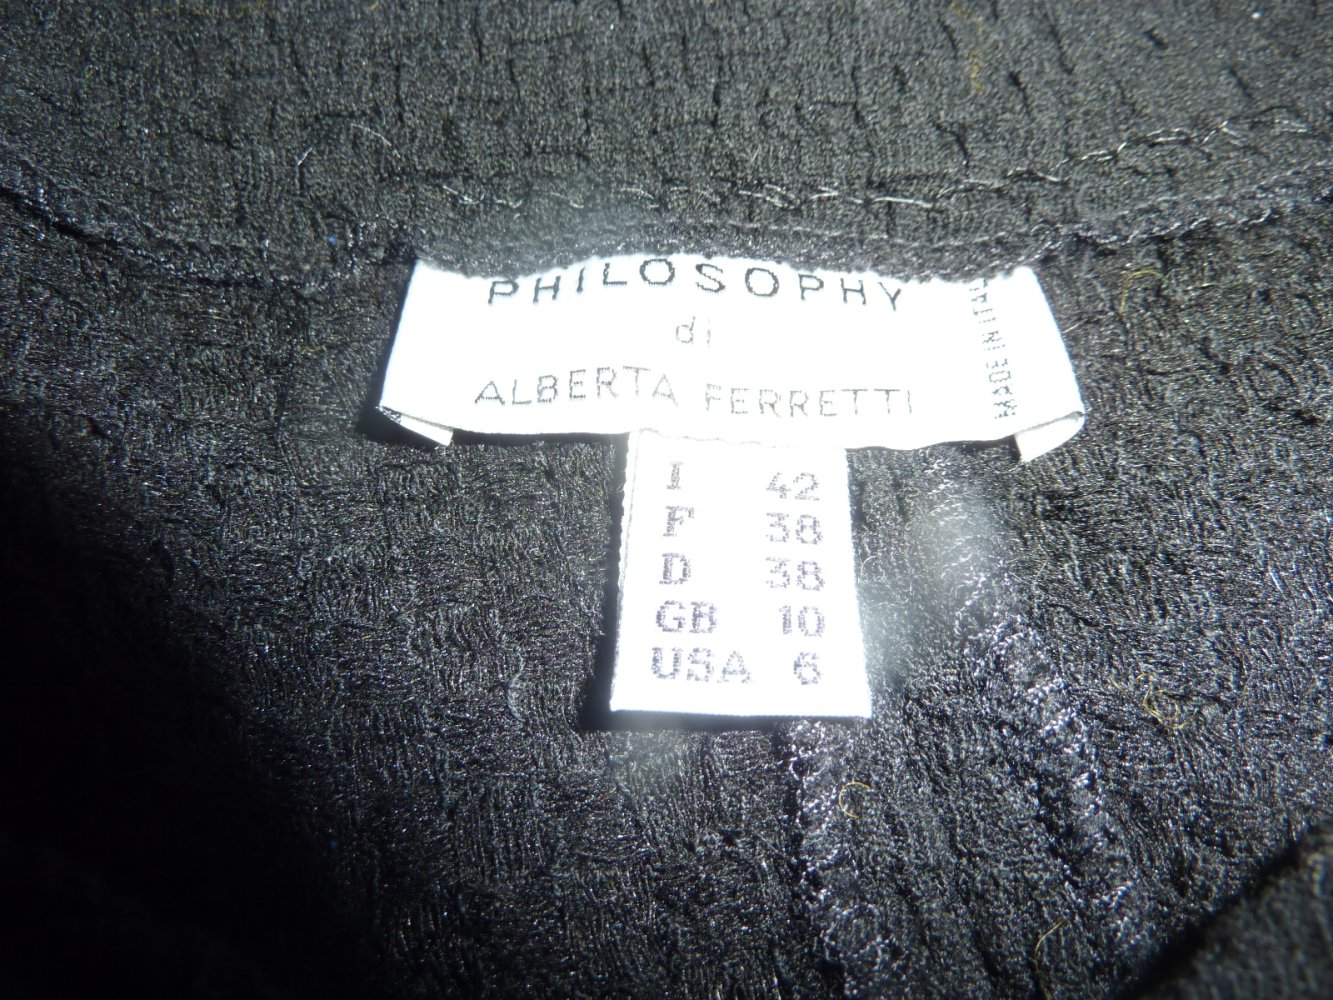 PHILOSOPHY
di
ALBERTA FERRETTI
MADE IN ITALY
I 42
F 38
D 38
GB 10
USA 6